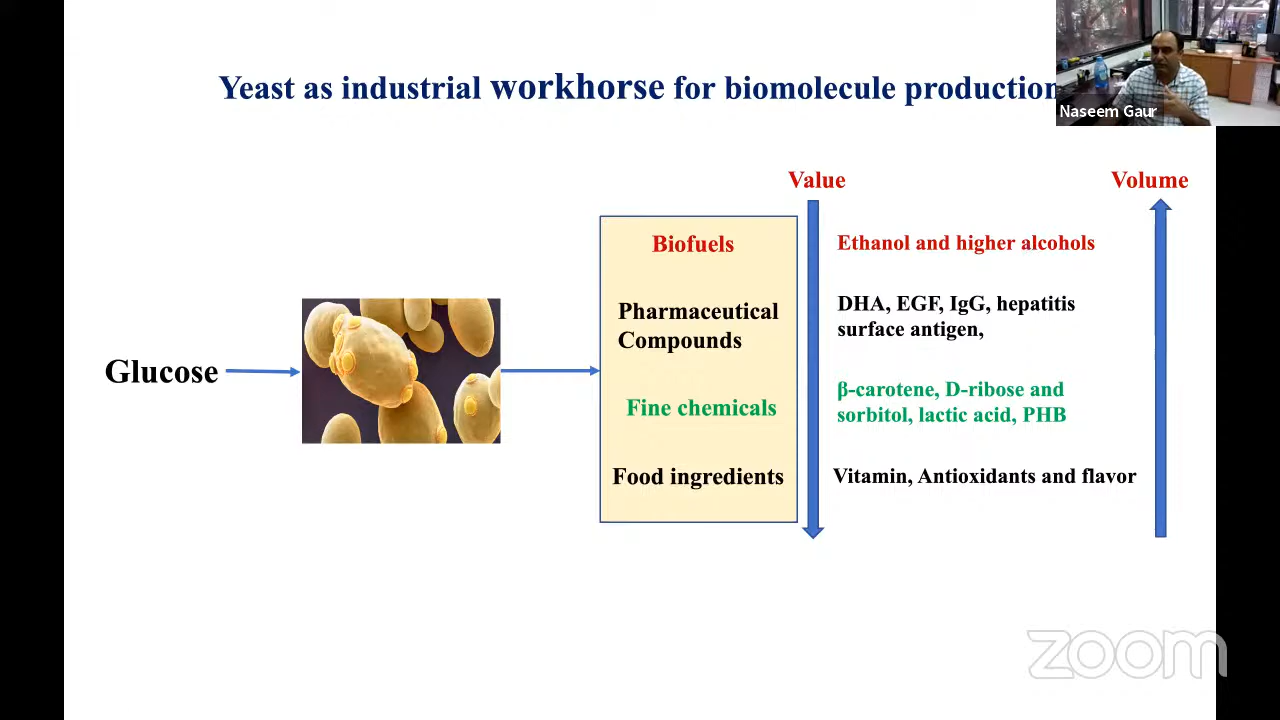 Yeast as industrial workhorse for biomolecule production
Naseem Gaur
Value
Volume
Biofuels
Ethanol and higher alcohols
Pharmaceutical
Compounds
DHA, EGF, IgG, hepatitis
surface antigen,
Glucose
Fine chemicals
β-carotene, D-ribose and
sorbitol, lactic acid, PHB
Food ingredients
Vitamin, Antioxidants and flavor
zoom